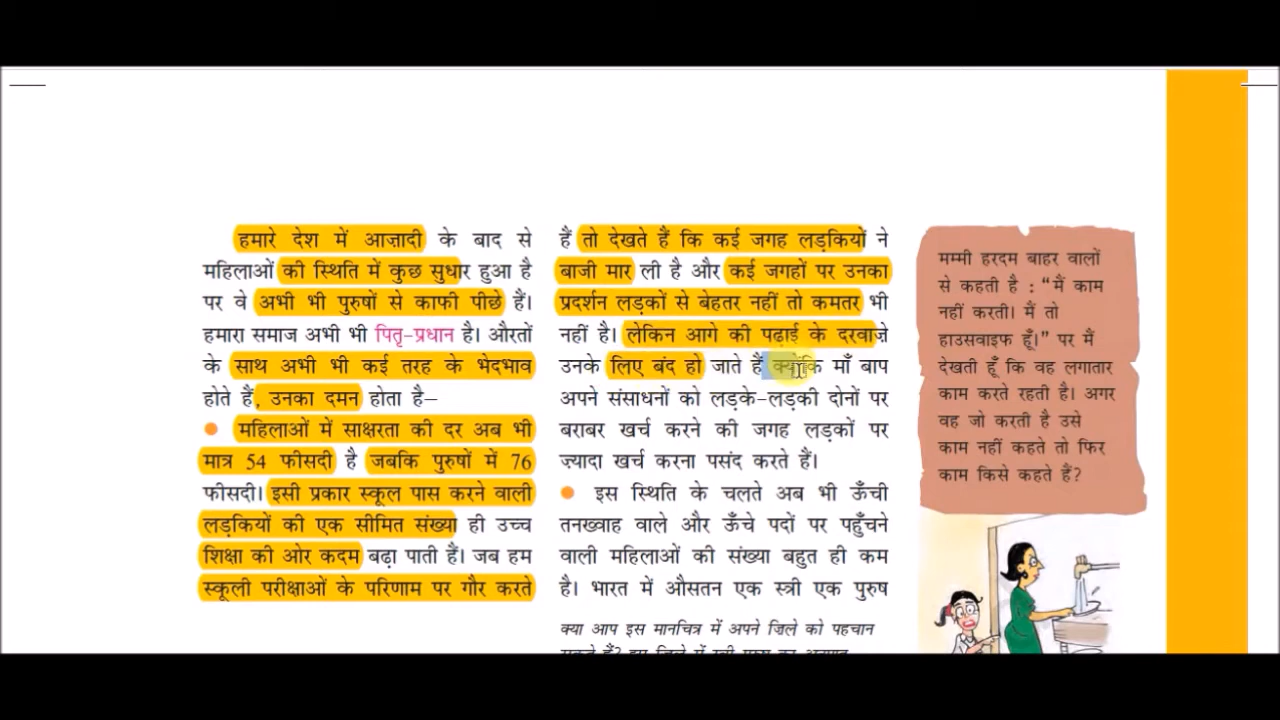 हमारे देश में आज़ादी के बाद से
महिलाओं की स्थिति में कुछ सुधार हुआ है
पर वे अभी भी पुरुषों से काफी पीछे हैं।
हमारा समाज अभी भी पितृ-प्रधान है। औरतों
के साथ अभी भी कई तरह के भेदभाव
होते हैं, उनका दमन होता है–
● महिलाओं में साक्षरता की दर अब भी
मात्र 54 फीसदी है जबकि पुरुषों में 76
फीसदी। इसी प्रकार स्कूल पास करने वाली
लड़कियों की एक सीमित संख्या ही उच्च
शिक्षा की ओर कदम बढ़ा पाती हैं। जब हम
स्कूली परीक्षाओं के परिणाम पर गौर करते
हैं तो देखते हैं कि कई जगह लड़कियों ने
बाजी मार ली है और कई जगहों पर उनका
प्रदर्शन लड़कों से बेहतर नहीं तो कमतर भी
नहीं है। लेकिन आगे की पढ़ाई के दरवाज़े
उनके लिए बंद हो जाते हैं क्योंकि माँ बाप
अपने संसाधनों को लड़के-लड़की दोनों पर
बराबर खर्च करने की जगह लड़कों पर
ज्यादा खर्च करना पसंद करते हैं।
● इस स्थिति के चलते अब भी ऊँची
तनख्वाह वाले और ऊँचे पदों पर पहुँचने
वाली महिलाओं की संख्या बहुत ही कम
है। भारत में औसतन एक स्त्री एक पुरुष
क्या आप इस मानचित्र में अपने ज़िले को पहचान
मम्मी हरदम बाहर वालों
से कहती है : “मैं काम
नहीं करती। मैं तो
हाउसवाइफ हूँ।” पर मैं
देखती हूँ कि वह लगातार
काम करते रहती है। अगर
वह जो करती है उसे
काम नहीं कहते तो फिर
काम किसे कहते हैं?